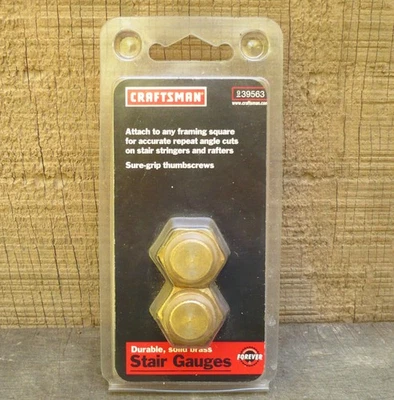 CRAFTSMAN
9 39563
www.craftsman.com
Attach to any framing square
for accurate repeat angle cuts
on stair stringers and rafters
Sure-grip thumbscrews
Durable, solid brass
Stair Gauges
FOREVER